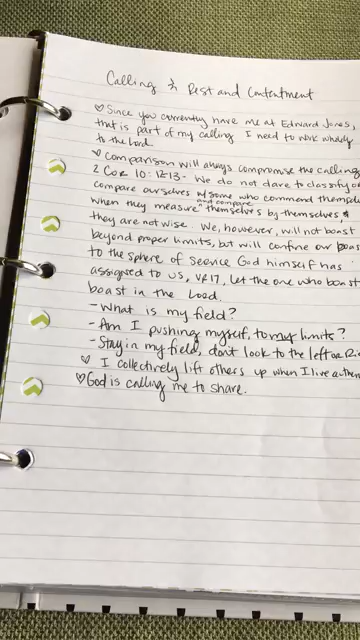 Calling & Rest and Contentment
♡ Since you currently have me at Edward Jones,
that is part of my calling I need to work wholly
to the Lord.
♡ Comparison will always compromise the calling
2 Cor 10:12-13- We do not dare to classify or
compare ourselves w/ some who commend themselves
when they measure and compare themselves by themselves,
they are not wise. We, however, will not boast
beyond proper limits, but will confine our boas
to the sphere of service God himself has
assigned to us, vr17, let the one who boast
boast in the Lord.
- What is my field?
- Am I pushing myself, to my limits?
- Stay in my field, don't look to the left or Ri
♡ I collectively lift others up when I live authen
♡ God is calling me to share.